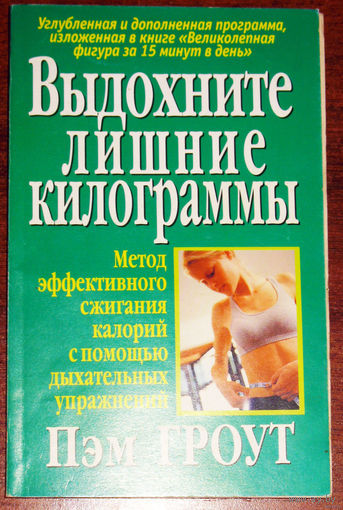 Углубленная и дополненная программа,
изложенная в книге «Великолепная
фигура за 15 минут в день»
Выдохните
лишние
килограммы
Метод
эффективного
сжигания
калорий
с помощью
дыхательных
упражнений
Пэм ГРОУТ